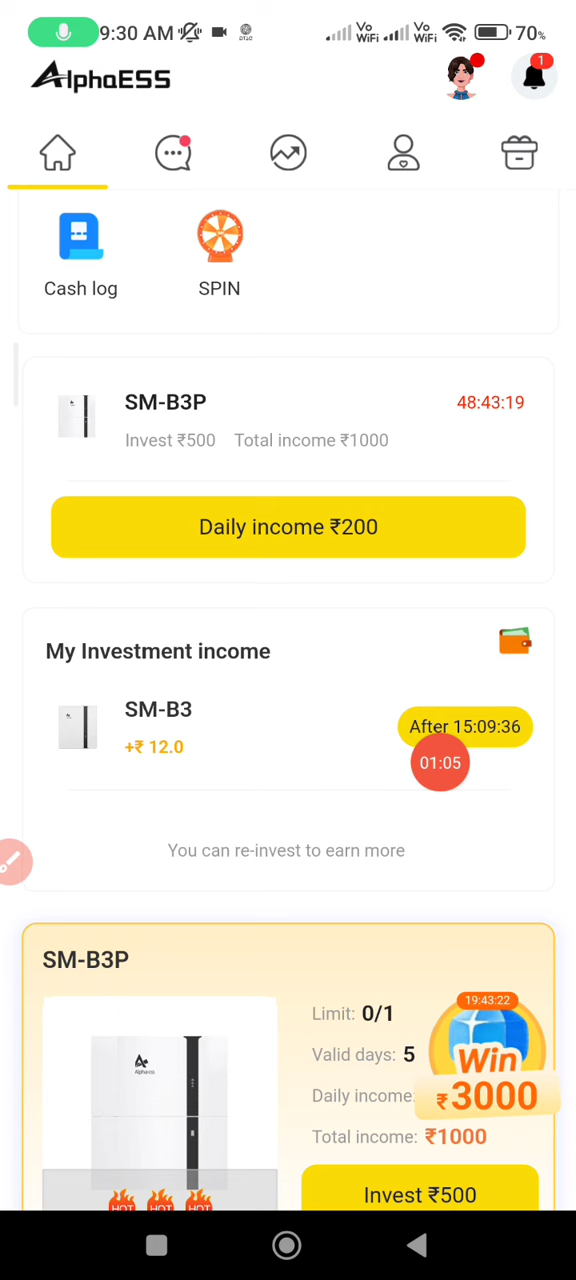 9:30 AM
Vo WiFi
Vo WiFi
70%
AlphaESS
1
Cash log
SPIN
SM-B3P
48:43:19
Invest ₹500 Total income ₹1000
Daily income ₹200
My Investment income
SM-B3
After 15:09:36
+₹ 12.0
01:05
You can re-invest to earn more
SM-B3P
19:43:22
Limit: 0/1
Valid days: 5
Win
Daily income:
₹3000
AlphaESS
Total income: ₹1000
Invest ₹500
HOT HOT HOT